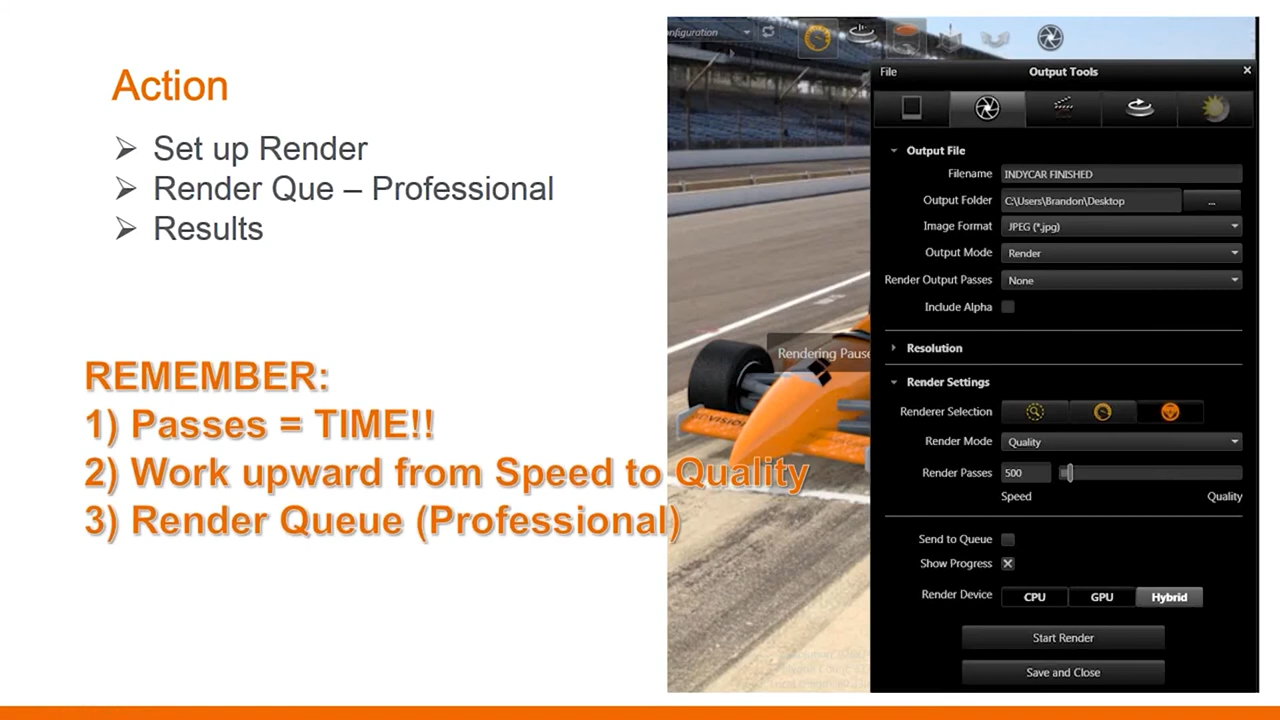 Action
Set up Render
Render Que – Professional
Results
REMEMBER:
1) Passes = TIME!!
2) Work upward from Speed to Quality
3) Render Queue (Professional)
nfiguration
File
Output Tools
Output File
Filename INDYCAR FINISHED
Output Folder C:\Users\Brandon\Desktop ...
Image Format JPEG (*.jpg)
Output Mode Render
Render Output Passes None
Include Alpha
Resolution
Render Settings
Renderer Selection
Render Mode Quality
Render Passes 500
Speed Quality
Send to Queue
Show Progress
Render Device CPU GPU Hybrid
Start Render
Save and Close
Rendering Pause